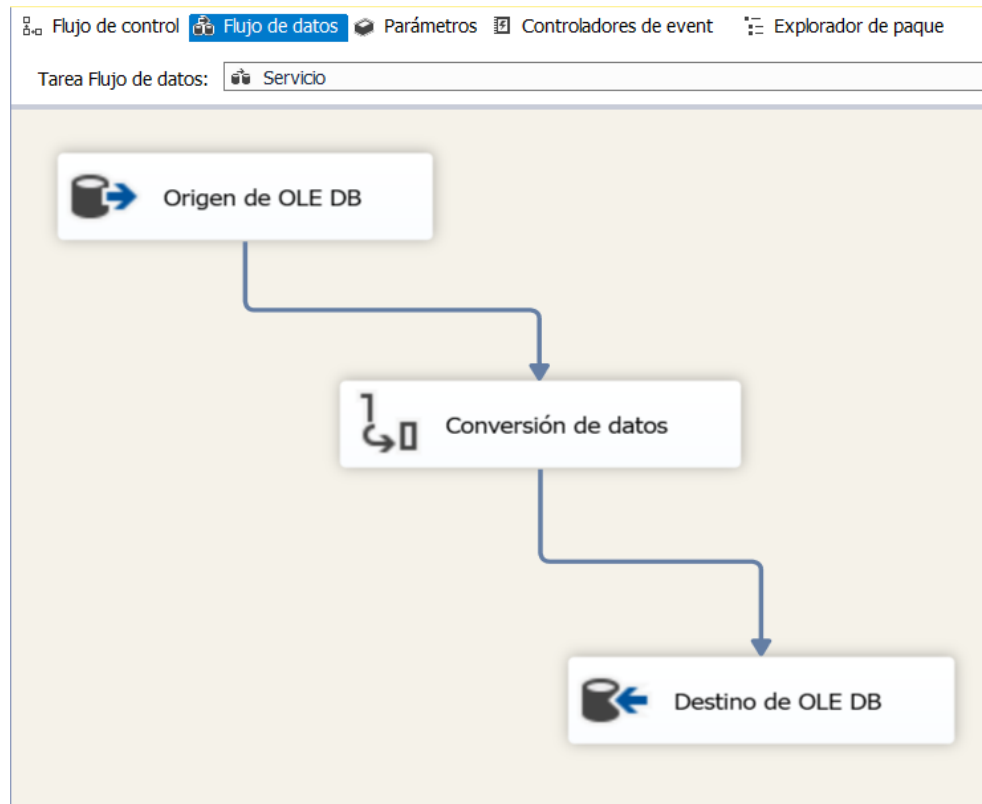 Flujo de control Flujo de datos Parámetros Controladores de event Explorador de paque
Tarea Flujo de datos: Servicio
Origen de OLE DB
Conversión de datos
Destino de OLE DB